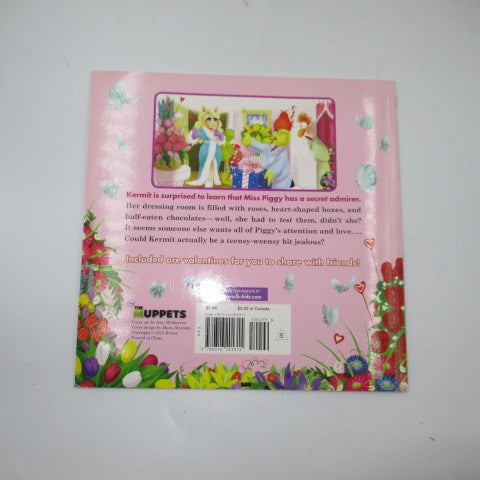 Kermit is surprised to learn that Miss Piggy has a secret admirer.
Her dressing room is filled with roses, heart-shaped boxes, and
half-eaten chocolates—well, she had to test them, didn't she?
It seems someone else wants all of Piggy's attention and love....
Could Kermit actually be a teensy-weensy bit jealous?
Included are valentines for you to share with friends!
$5.50 in Canada
THE
MUPPETS
Copyright © 2014 Disney
Printed in China
S